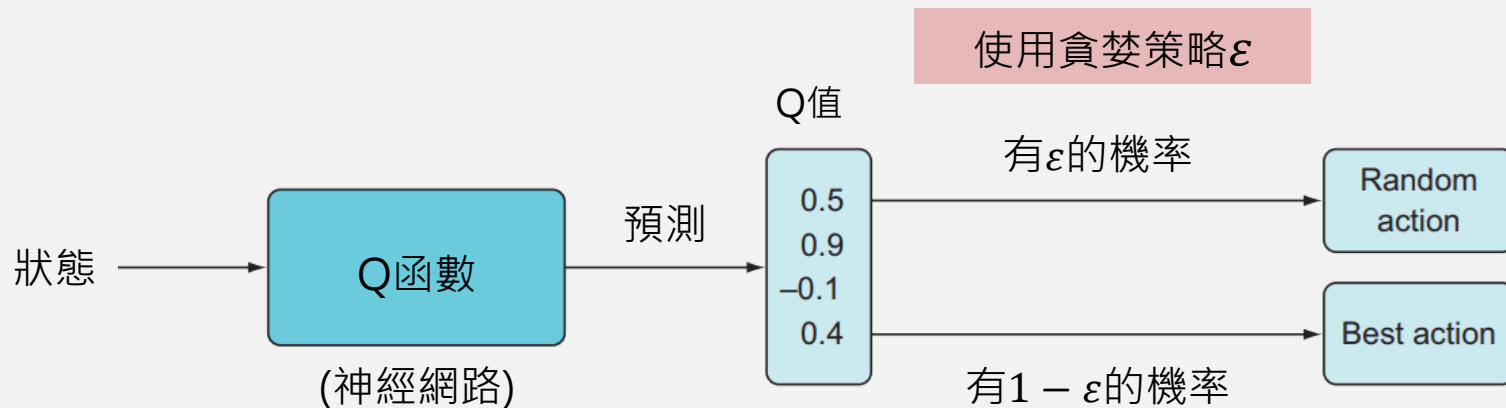 使用貪婪策略ε
Q值
有ε的機率
狀態
Q函數
(神經網路)
預測
0.5
0.9
–0.1
0.4
Random
action
Best action
有1 − ε的機率